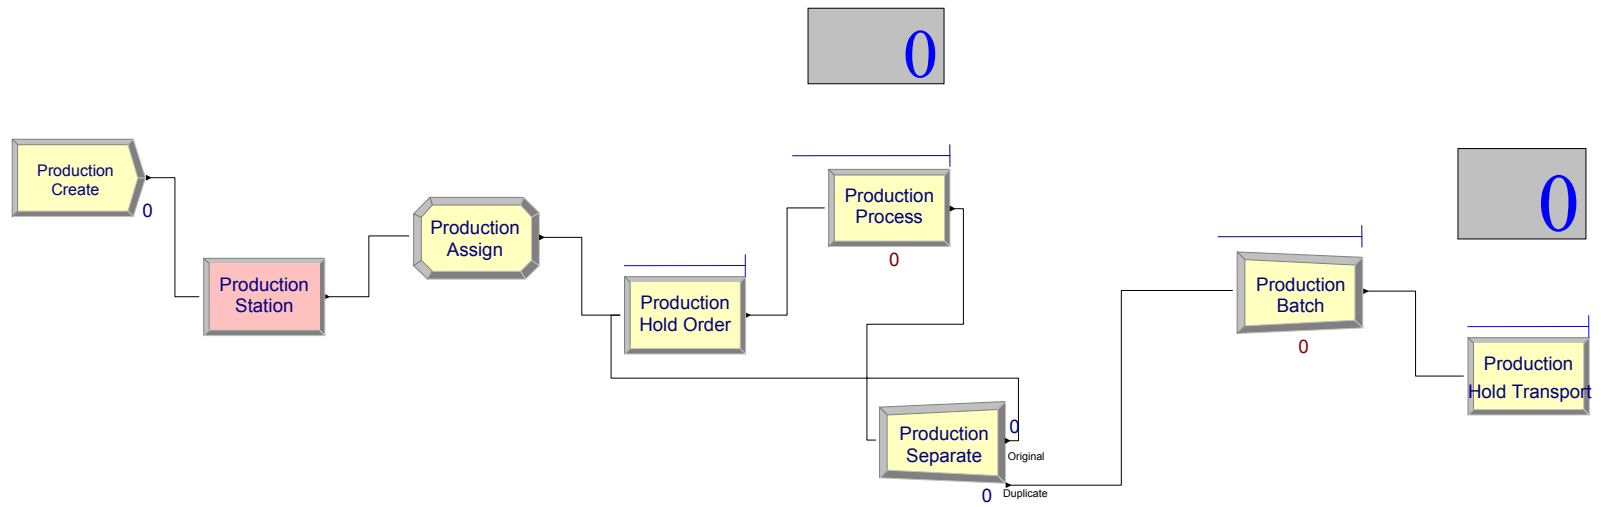 0
Production
Create
0
Production
Station
Production
Assign
Production
Hold Order
Production
Process
0
Production
Separate
0
Original
0
Duplicate
Production
Batch
0
0
Production
Hold Transport